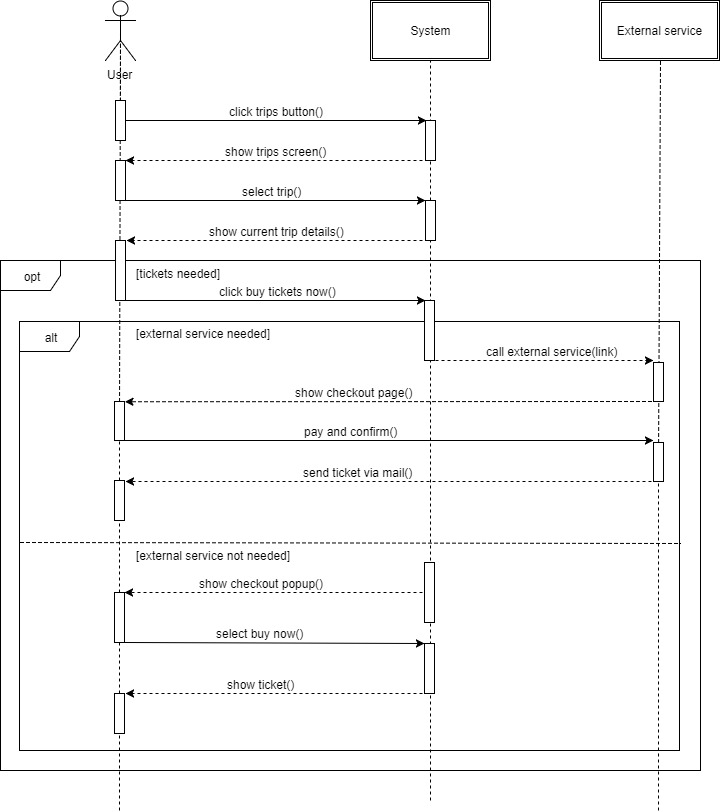 System
External service
User
click trips button()
show trips screen()
select trip()
show current trip details()
opt
[tickets needed]
click buy tickets now()
alt
[external service needed]
call external service(link)
show checkout page()
pay and confirm()
send ticket via mail()
[external service not needed]
show checkout popup()
select buy now()
show ticket()